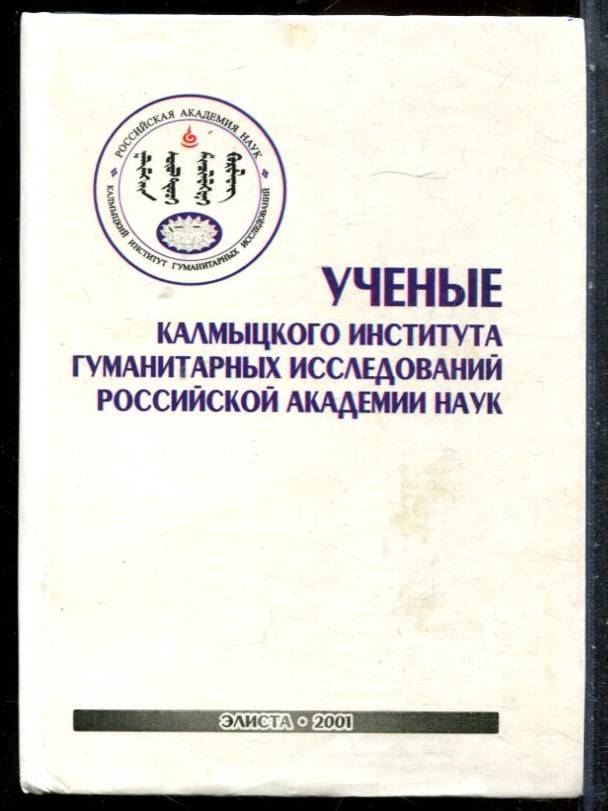 РОССИЙСКАЯ АКАДЕМИЯ НАУК
КАЛМЫЦКИЙ ИНСТИТУТ ГУМАНИТАРНЫХ ИССЛЕДОВАНИЙ
УЧЕНЫЕ
КАЛМЫЦКОГО ИНСТИТУТА
ГУМАНИТАРНЫХ ИССЛЕДОВАНИЙ
РОССИЙСКОЙ АКАДЕМИИ НАУК
ЭЛИСТА • 2001